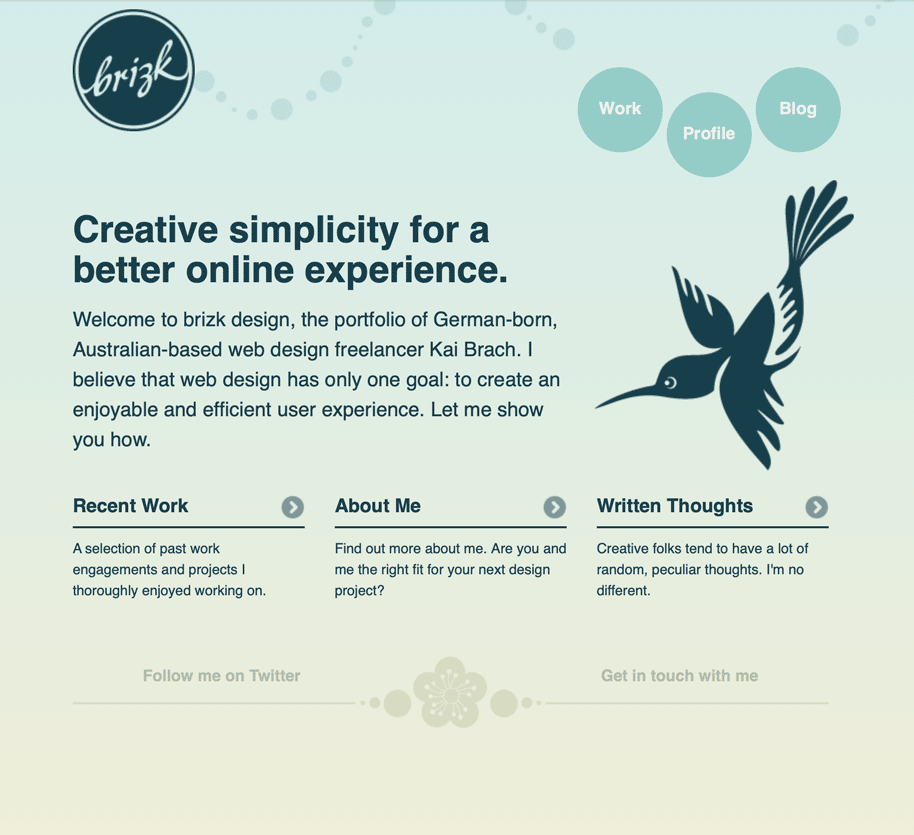 brizk
Work
Profile
Blog
Creative simplicity for a
better online experience.
Welcome to brizk design, the portfolio of German-born,
Australian-based web design freelancer Kai Brach. I
believe that web design has only one goal: to create an
enjoyable and efficient user experience. Let me show
you how.
Recent Work
A selection of past work
engagements and projects I
thoroughly enjoyed working on.
About Me
Find out more about me. Are you and
me the right fit for your next design
project?
Written Thoughts
Creative folks tend to have a lot of
random, peculiar thoughts. I'm no
different.
Follow me on Twitter
Get in touch with me